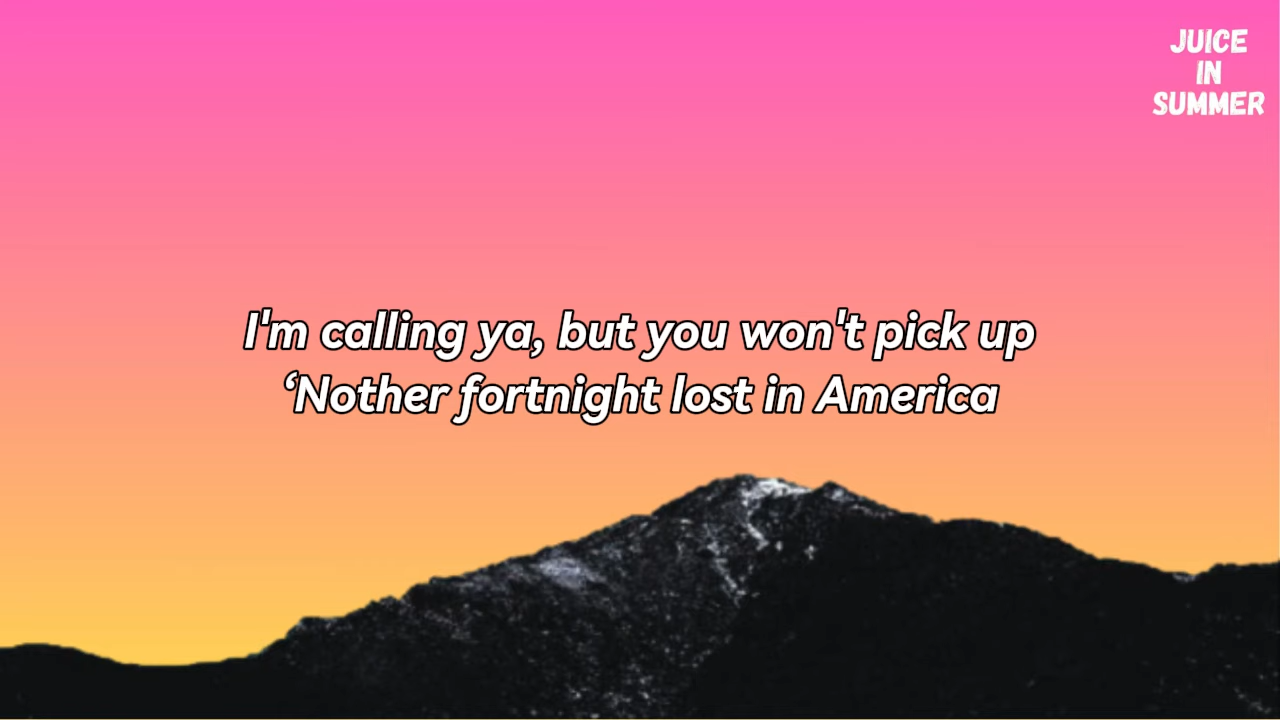 JUICE
IN
SUMMER
I'm calling ya, but you won't pick up
‘Nother fortnight lost in America